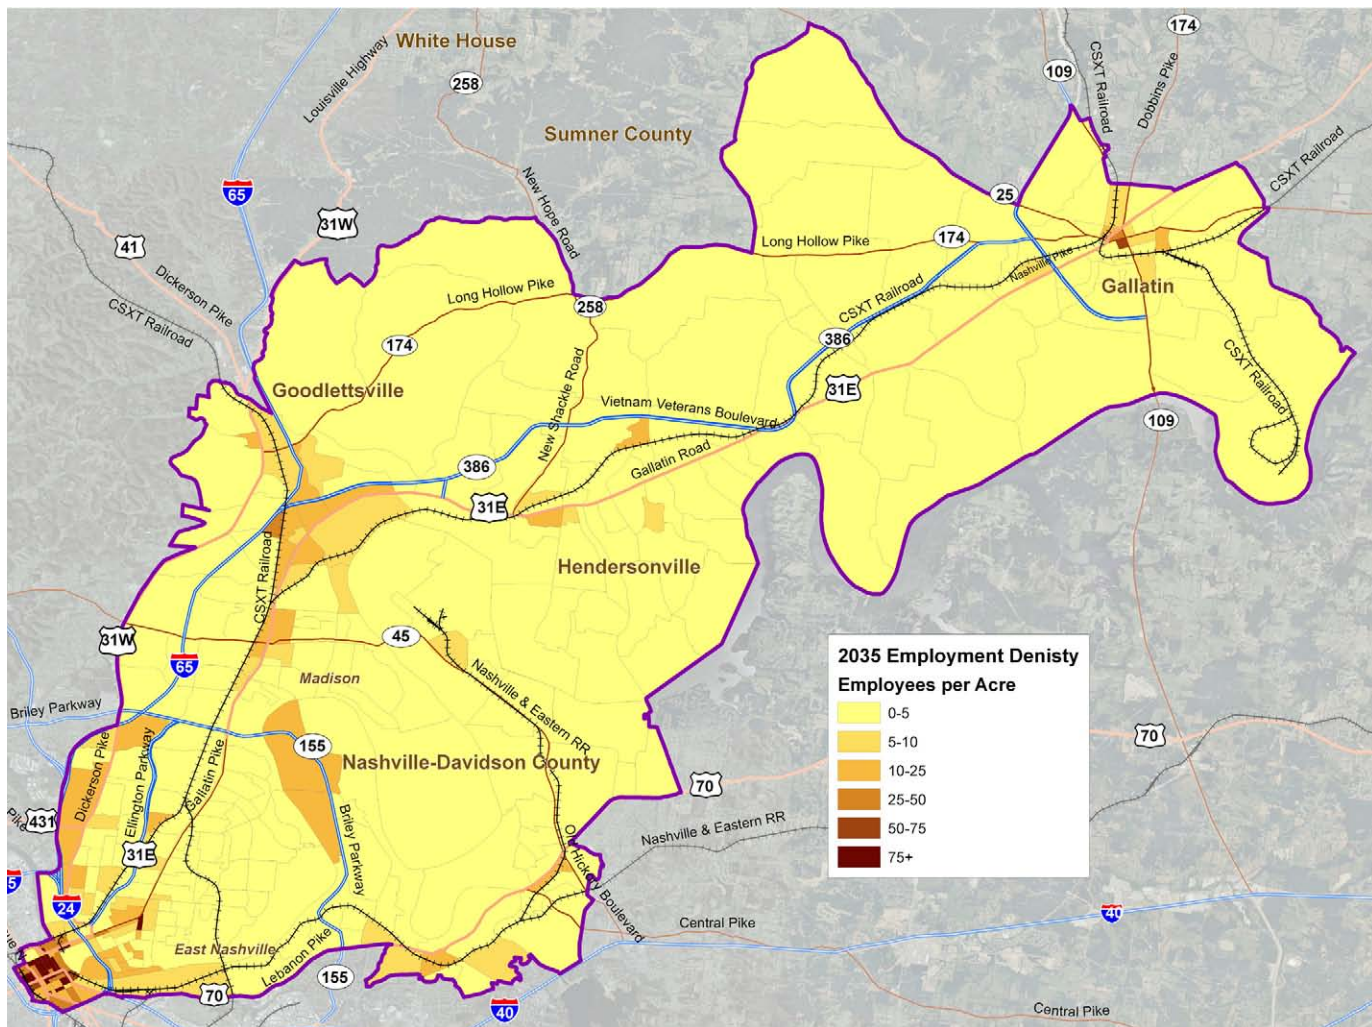 174
White House
Louisville Highway
CSXT Railroad
Dobbins Pike
109
258
Sumner County
CSXT Railroad
New Hope Road
65
25
31W
41
Long Hollow Pike
174
Nashville Pike
Dickerson Pike
CSXT Railroad
Long Hollow Pike
258
CSXT Railroad
Gallatin
174
386
New Shackle Road
CSXT Railroad
Goodlettsville
31E
Vietnam Veterans Boulevard
109
Gallatin Road
386
31E
Hendersonville
CSXT Railroad
31W
45
65
Madison
Nashville & Eastern RR
2035 Employment Denisty
Employees per Acre
0-5
5-10
10-25
25-50
50-75
75+
Briley Parkway
155
70
Nashville-Davidson County
Dickerson Pike
Ellington Parkway
Gallatin Pike
70
431
Pike
Briley Parkway
Nashville & Eastern RR
31E
Old Hickory Boulevard
24
Central Pike
40
East Nashville
Lebanon Pike
155
70
40
Central Pike